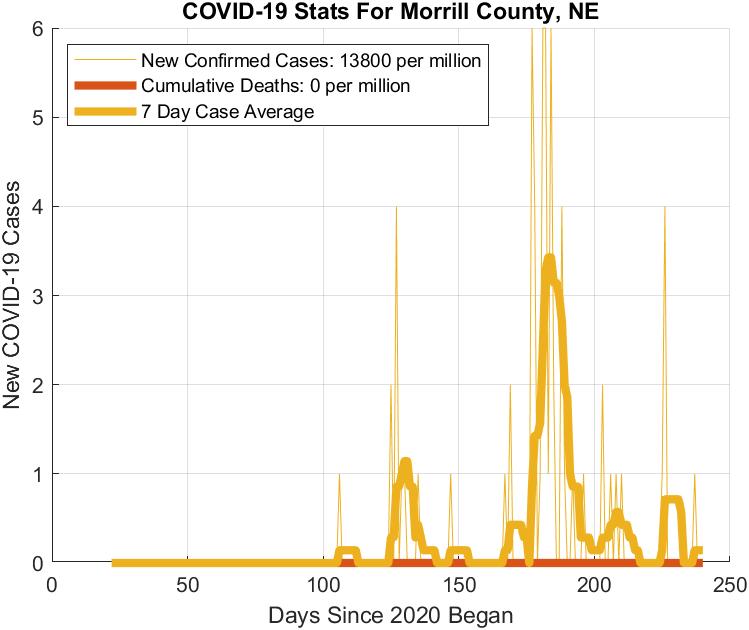 COVID-19 Stats For Morrill County, NE
New Confirmed Cases: 13800 per million
Cumulative Deaths: 0 per million
7 Day Case Average
New COVID-19 Cases
6
5
4
3
2
1
0
0 50 100 150 200 250
Days Since 2020 Began